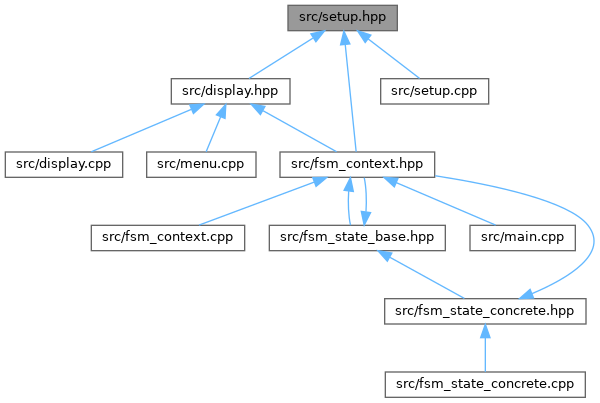 src/setup.hpp
src/display.hpp
src/setup.cpp
src/display.cpp
src/menu.cpp
src/fsm_context.hpp
src/fsm_context.cpp
src/fsm_state_base.hpp
src/main.cpp
src/fsm_state_concrete.hpp
src/fsm_state_concrete.cpp